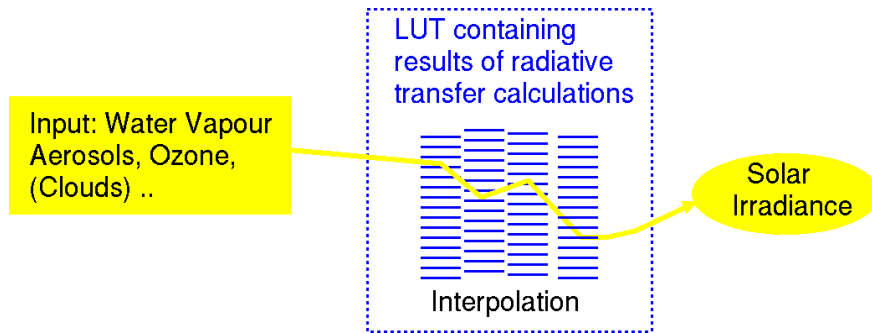 LUT containing
results of radiative
transfer calculations
Input: Water Vapour
Aerosols, Ozone,
(Clouds) ..
Solar
Irradiance
Interpolation